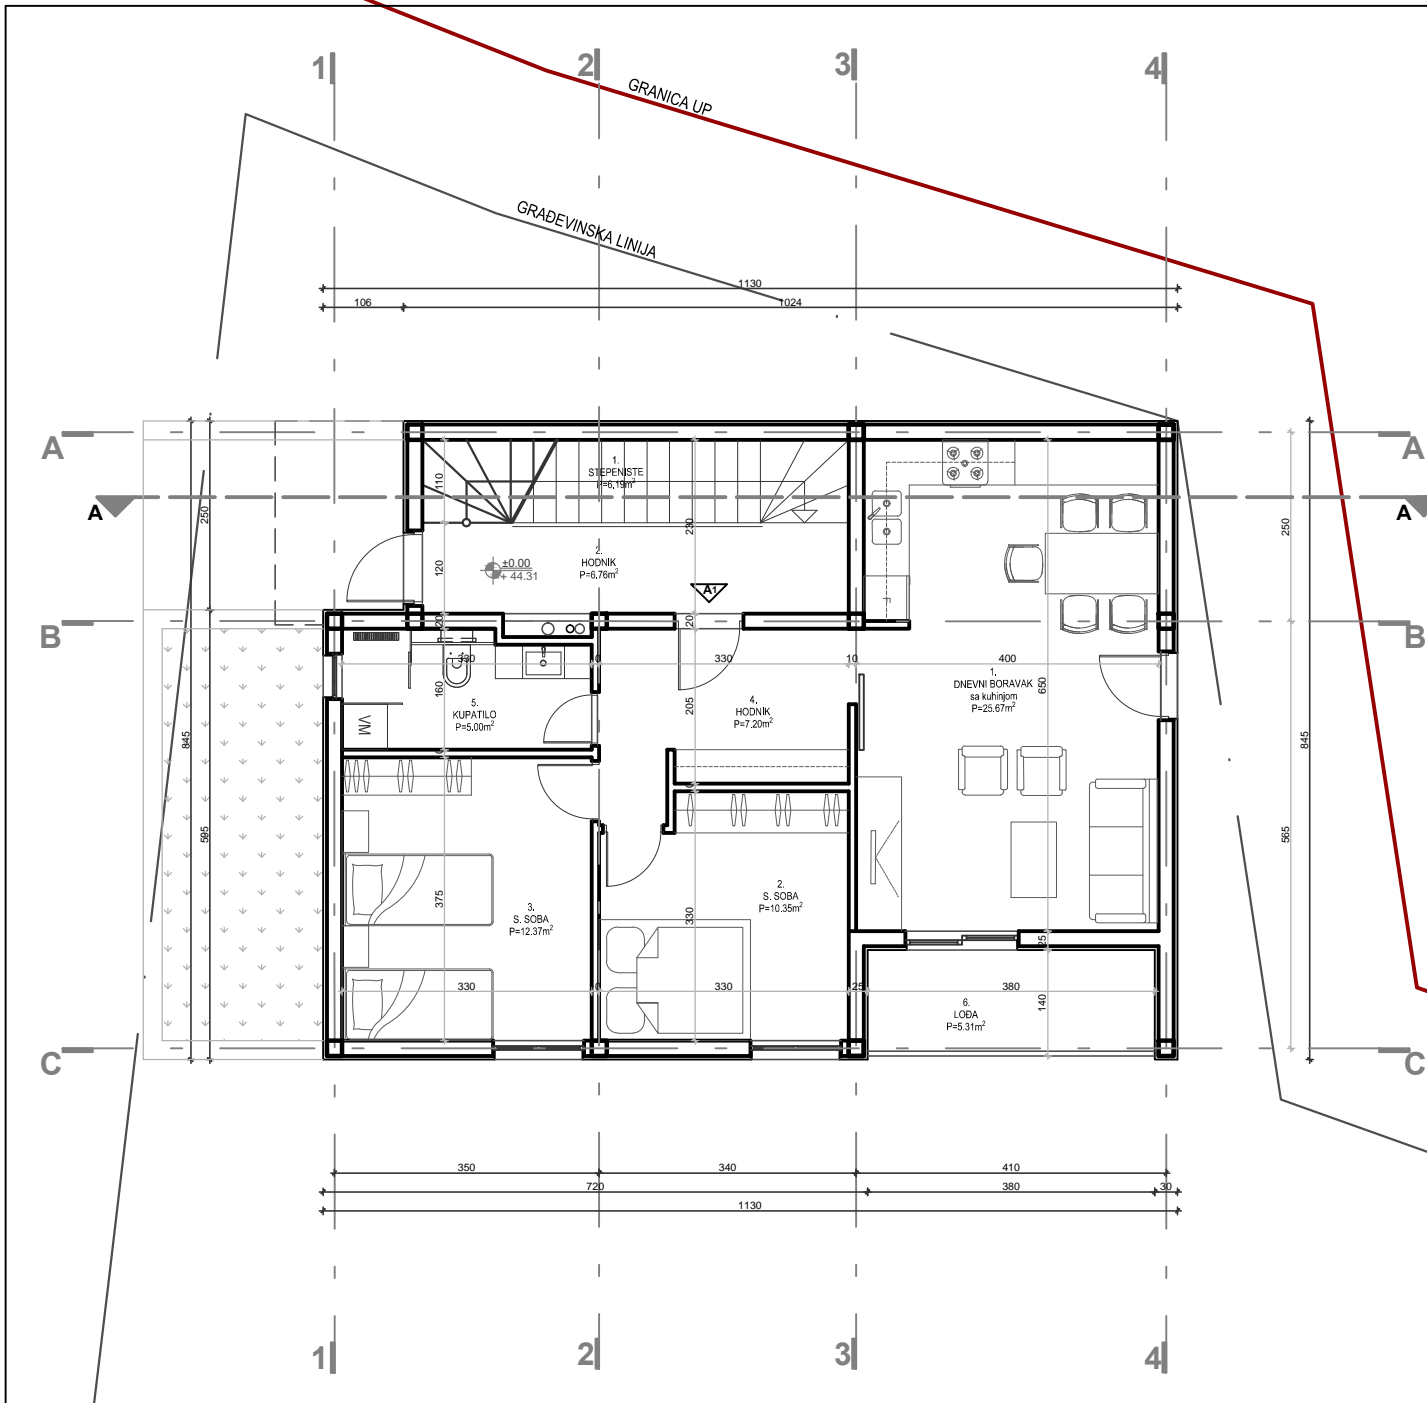 1
2
3
4
GRANICA UP
GRAĐEVINSKA LINIJA
1130
106
1024
A
A
1.
STEPENISTE
P=6,19m²
110
230
250
250
A
A
2.
HODNIK
P=6,76m²
±0.00
+ 44.31
120
A1
20
20
B
B
330
330
10
400
160
205
650
5.
KUPATILO
P=5.00m²
VM
4.
HODNIK
P=7.20m²
1.
DNEVNI BORAVAK
sa kuhinjom
P=25.67m²
845
845
595
565
375
330
3.
S. SOBA
P=12.37m²
2.
S. SOBA
P=10.35m²
25
330
330
25
380
140
6.
LOĐA
P=5.31m²
C
C
350
340
410
720
380
30
1130
1
2
3
4